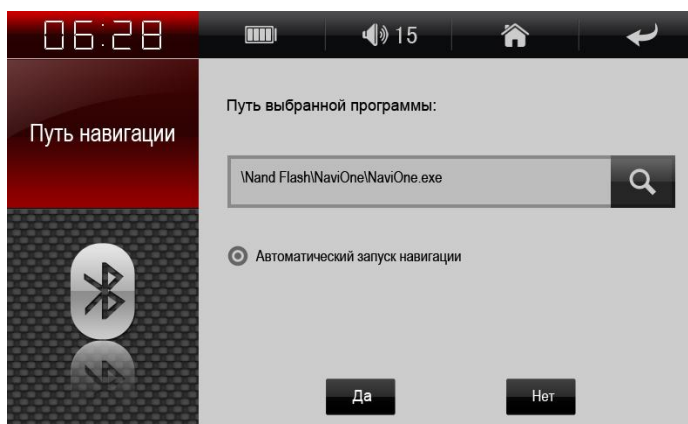 06:28
15
Путь навигации
Путь выбранной программы:
\Nand Flash\NaviOne\NaviOne.exe
Автоматический запуск навигации
Да
Нет